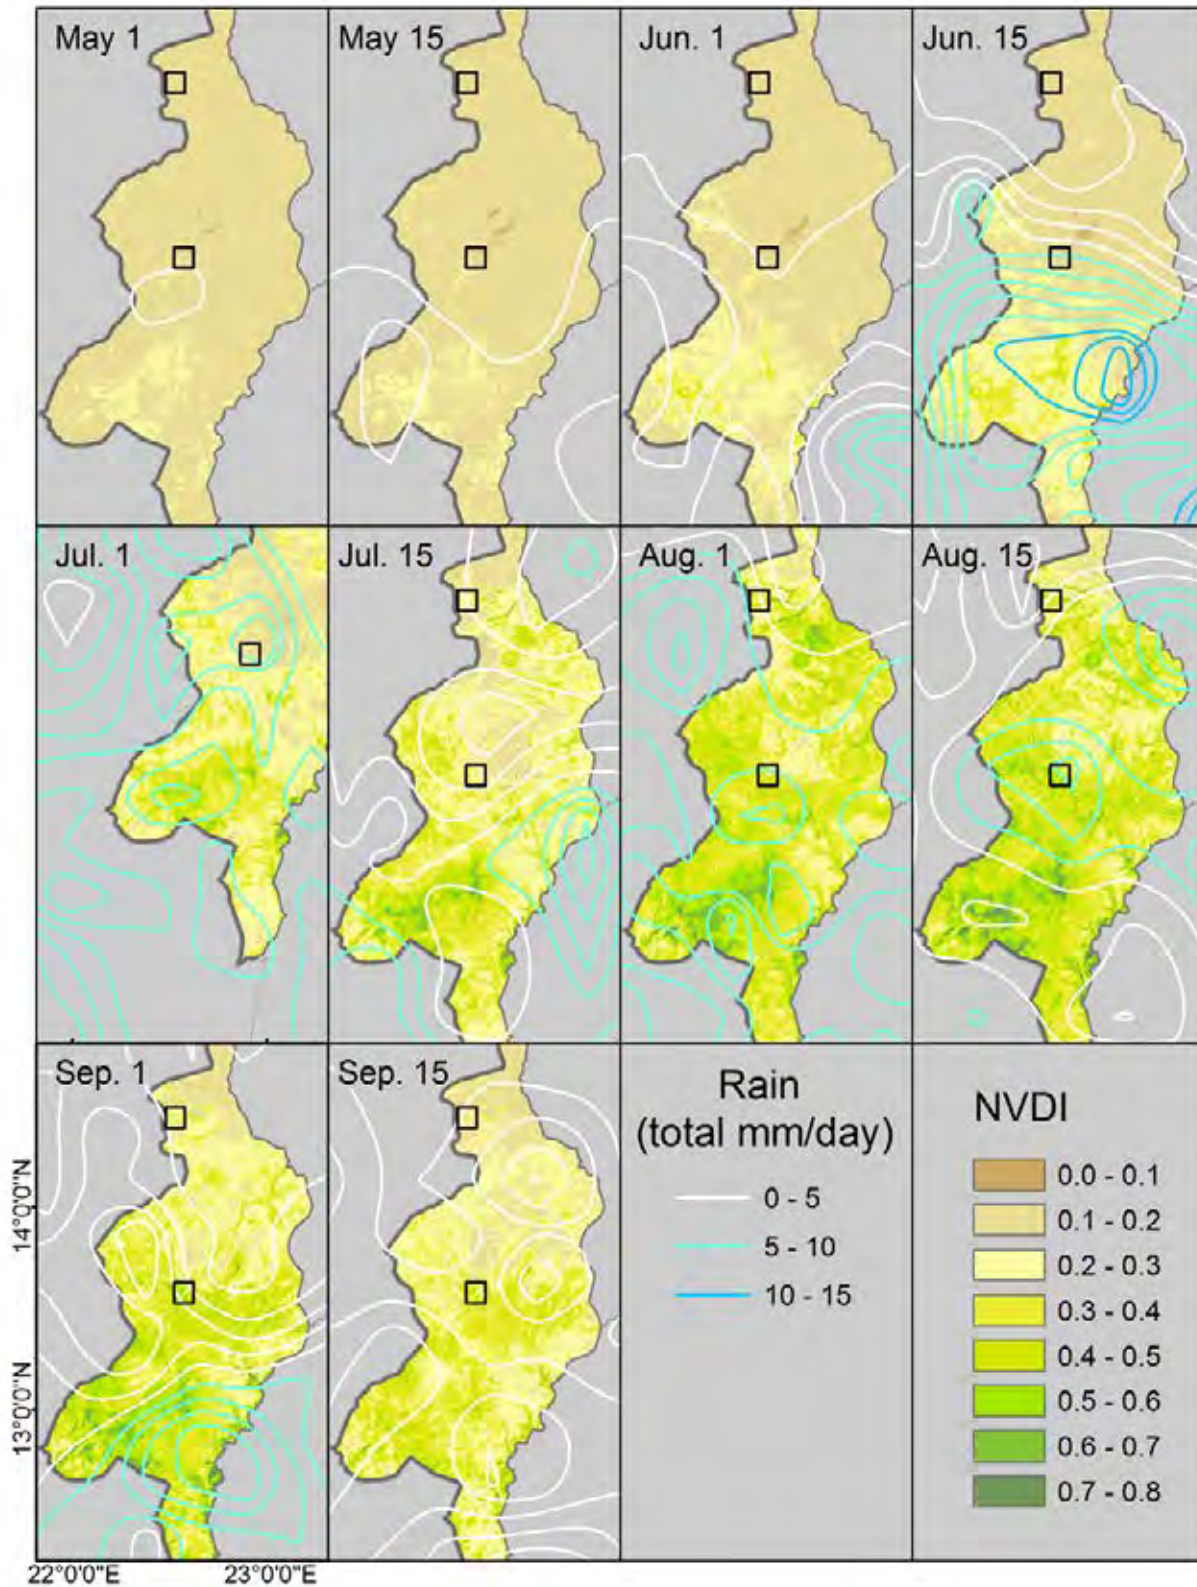 May 1
May 15
Jun. 1
Jun. 15
Jul. 1
Jul. 15
Aug. 1
Aug. 15
Sep. 1
Sep. 15
Rain
(total mm/day)
0 - 5
5 - 10
10 - 15
NVDI
0.0 - 0.1
0.1 - 0.2
0.2 - 0.3
0.3 - 0.4
0.4 - 0.5
0.5 - 0.6
0.6 - 0.7
0.7 - 0.8
14°0'0"N
13°0'0"N
22°0'0"E
23°0'0"E